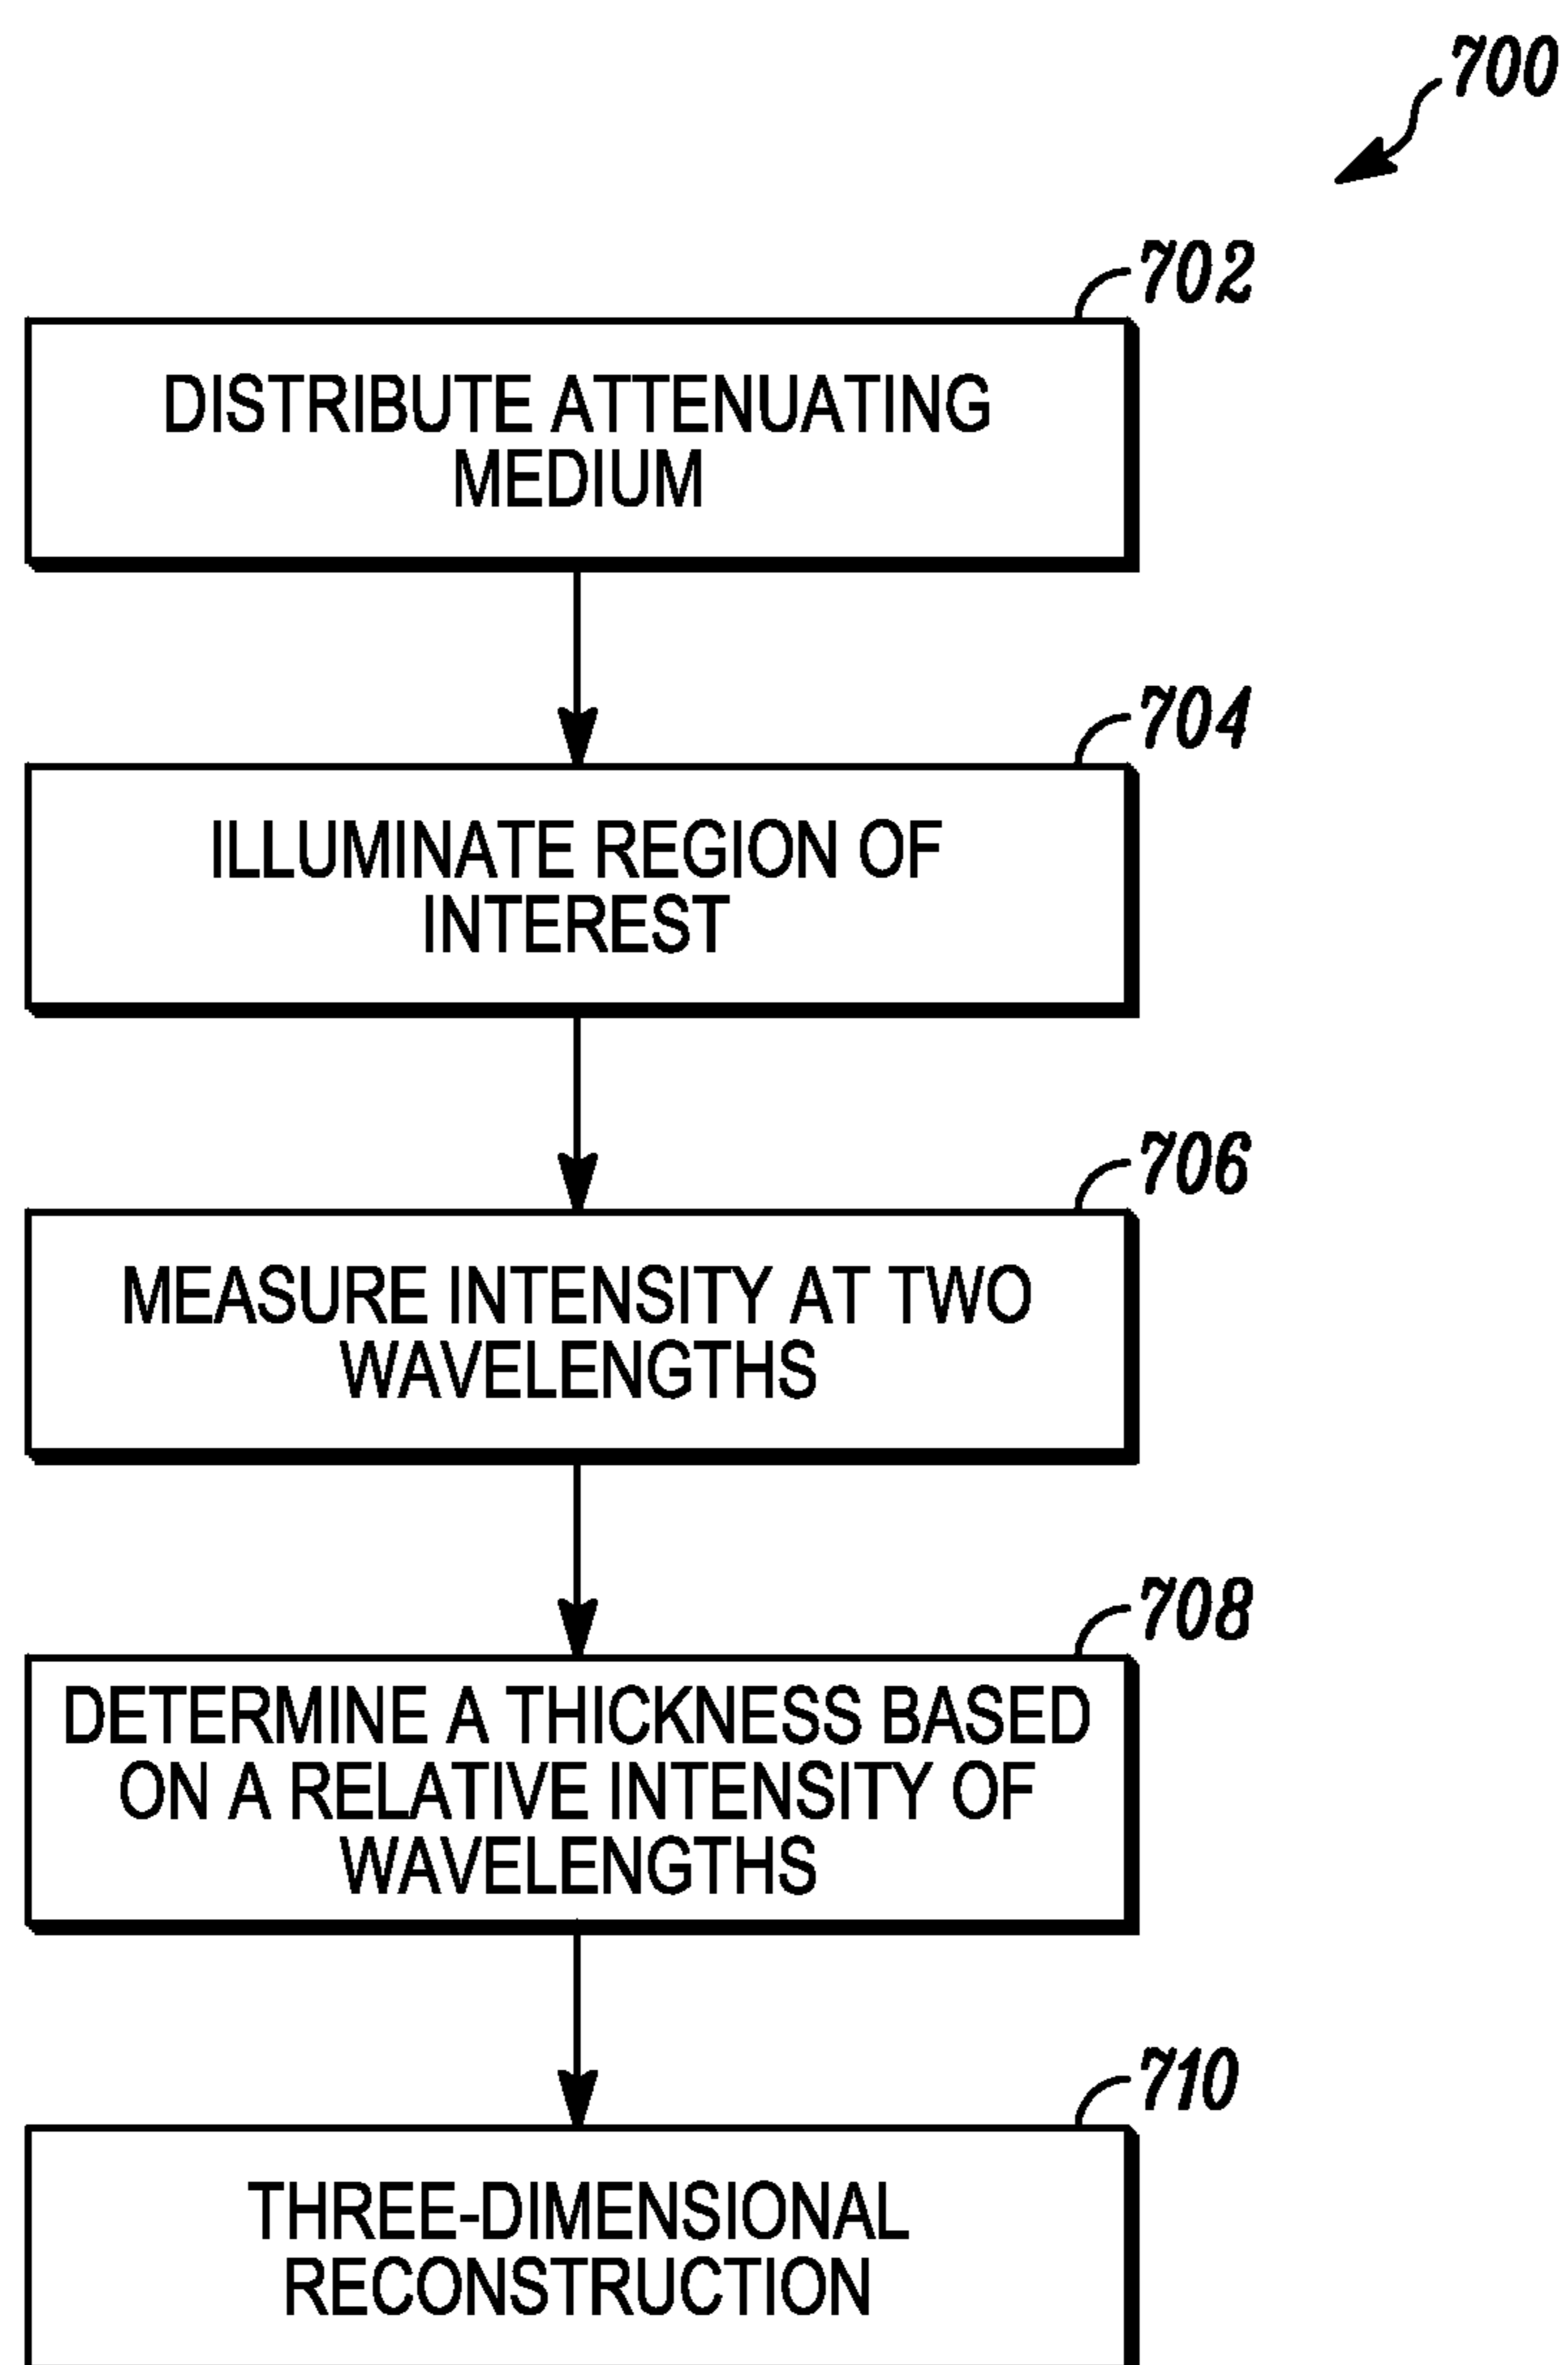 700
702
DISTRIBUTE ATTENUATING
MEDIUM
704
ILLUMINATE REGION OF
INTEREST
706
MEASURE INTENSITY AT TWO
WAVELENGTHS
708
DETERMINE A THICKNESS BASED
ON A RELATIVE INTENSITY OF
WAVELENGTHS
710
THREE-DIMENSIONAL
RECONSTRUCTION